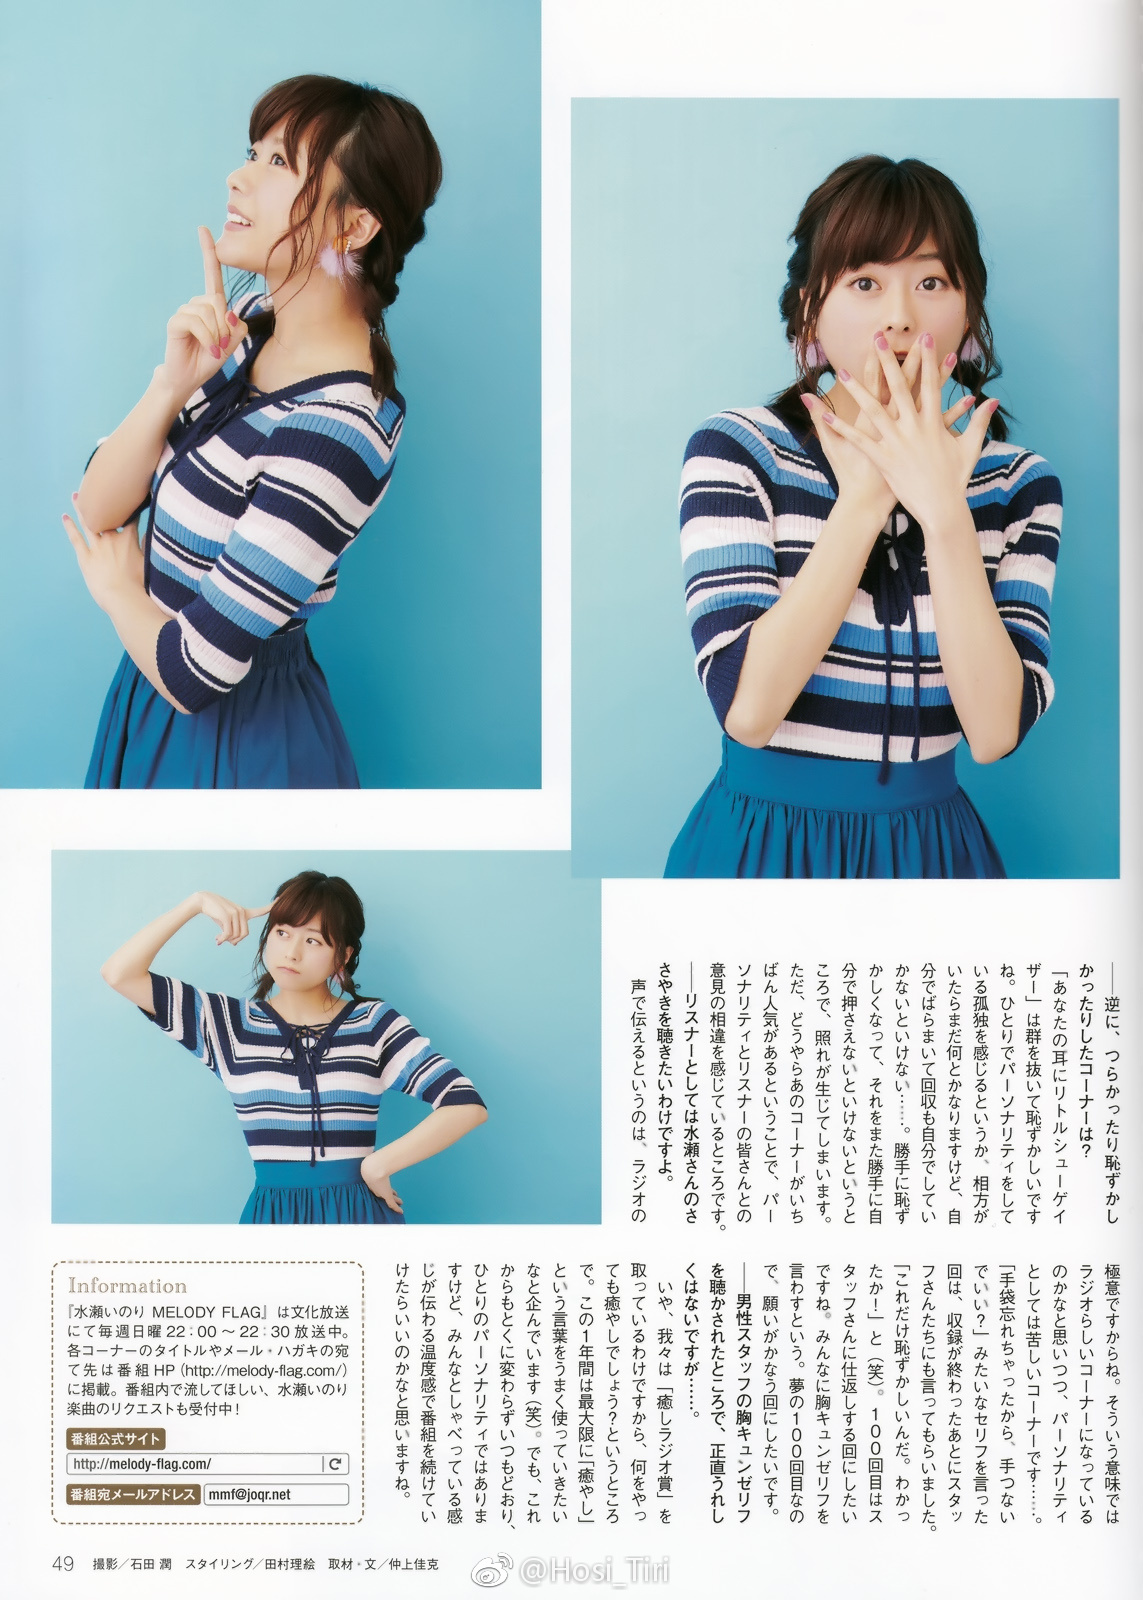 ――逆に、つらかったり恥ずかし
かったりしたコーナーは？
「あなたの耳にリトルシューゲイ
ザー」は群を抜いて恥ずかしいです
ね。ひとりでパーソナリティをして
いる孤独を感じるというか、相方が
いたらまだ何とかなりますけど、自
分でばらまいて回収も自分でしてい
かないといけない……。勝手に恥ず
かしくなって、それをまた勝手に自
分で押さえないといけないというと
ころで、照れが生じてしまいます。
ただ、どうやらあのコーナーがいち
ばん人気があるということで、パー
ソナリティとリスナーの皆さんとの
意見の相違を感じているところです。
――リスナーとしては水瀬さんのさ
さやきを聴きたいわけですよ。
声で伝えるというのは、ラジオの
極意ですからね。そういう意味では
ラジオらしいコーナーになっている
のかなと思いつつ、パーソナリティ
としては苦しいコーナーです……。
「手袋忘れちゃったから、手つない
でいい？」みたいなセリフを言った
回は、収録が終わったあとにスタッ
フさんたちにも言ってもらいました。
「これだけ恥ずかしいんだ。わかっ
たか！」と（笑）。100回目はス
タッフさんに仕返しする回にしたい
ですね。みんなに胸キュンゼリフを
言わすという。夢の100回目なの
で、願いがかなう回にしたいです。
――男性スタッフの胸キュンゼリフ
を聴かされたところで、正直うれし
くはないですが……。
いや、我々は「癒しラジオ賞」を
取っているわけですから、何をやっ
ても癒やしでしょう？というところ
で。この1年間は最大限に「癒やし」
という言葉をうまく使っていきたい
なと企んでいます（笑）。でも、これ
からもとくに変わらずいつもどおり、
ひとりのパーソナリティではありま
すけど、みんなとしゃべっている感
じが伝わる温度感で番組を続けてい
けたらいいのかなと思いますね。
Information
『水瀬いのり MELODY FLAG』は文化放送
にて毎週日曜22：00～22：30放送中。
各コーナーのタイトルやメール・ハガキの宛
て先は番組HP（http://melody-flag.com/）
に掲載。番組内で流してほしい、水瀬いのり
楽曲のリクエストも受付中！
番組公式サイト
http://melody-flag.com/
番組宛メールアドレス mmf@joqr.net
49 撮影／石田 潤 スタイリング／田村理絵 取材・文／仲上佳克
@Hosi_Tiri